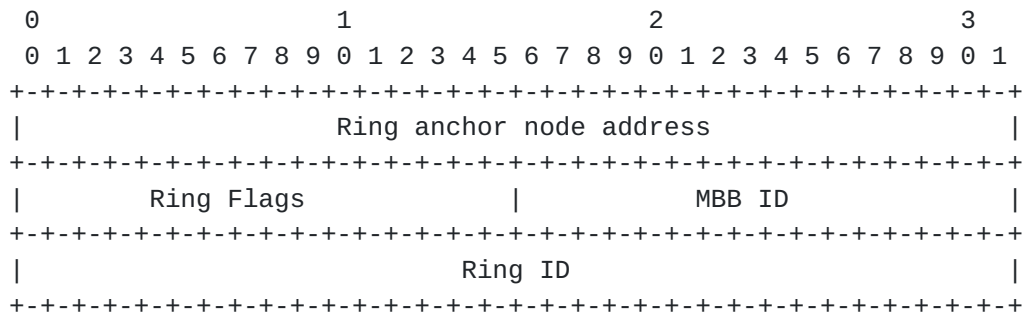 0                   1                   2                   3
 0 1 2 3 4 5 6 7 8 9 0 1 2 3 4 5 6 7 8 9 0 1 2 3 4 5 6 7 8 9 0 1
+-+-+-+-+-+-+-+-+-+-+-+-+-+-+-+-+-+-+-+-+-+-+-+-+-+-+-+-+-+-+-+-+
|                    Ring anchor node address                   |
+-+-+-+-+-+-+-+-+-+-+-+-+-+-+-+-+-+-+-+-+-+-+-+-+-+-+-+-+-+-+-+-+
|        Ring Flags             |           MBB ID              |
+-+-+-+-+-+-+-+-+-+-+-+-+-+-+-+-+-+-+-+-+-+-+-+-+-+-+-+-+-+-+-+-+
|                            Ring ID                            |
+-+-+-+-+-+-+-+-+-+-+-+-+-+-+-+-+-+-+-+-+-+-+-+-+-+-+-+-+-+-+-+-+